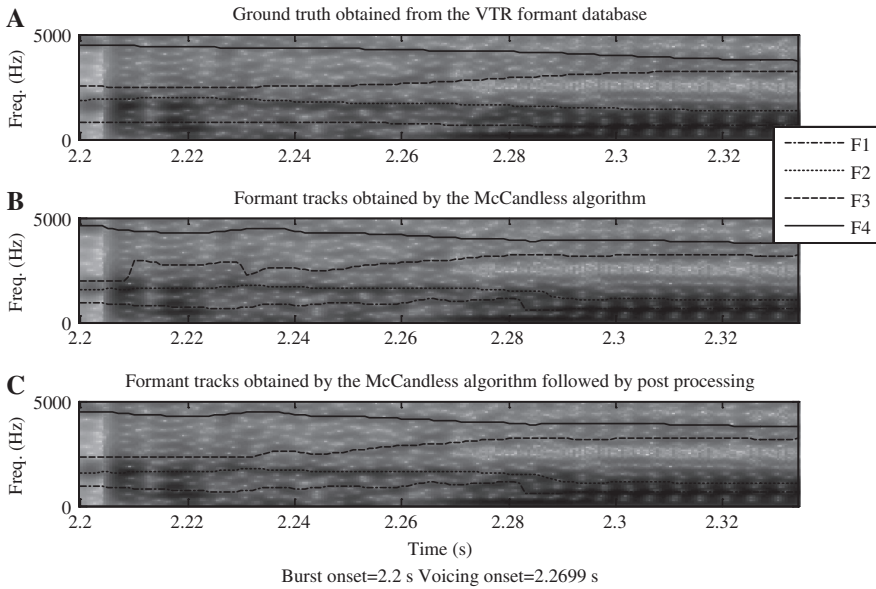 A
Ground truth obtained from the VTR formant database
5000
Freq. (Hz)
0
2.2 2.22 2.24 2.26 2.28 2.3 2.32
F1
F2
F3
F4
B
Formant tracks obtained by the McCandless algorithm
5000
Freq. (Hz)
0
2.2 2.22 2.24 2.26 2.28 2.3 2.32
C
Formant tracks obtained by the McCandless algorithm followed by post processing
5000
Freq. (Hz)
0
2.2 2.22 2.24 2.26 2.28 2.3 2.32
Time (s)
Burst onset=2.2 s Voicing onset=2.2699 s